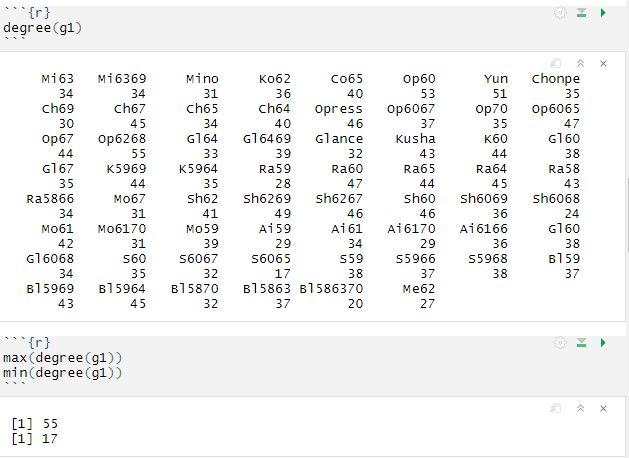 ```{r}
degree(g1)
```
Mi63 Mi6369 Mino Ko62 Co65 Op60 Yun Chonpe
34 34 31 36 40 53 51 35
Ch69 Ch67 Ch65 Ch64 Opress Op6067 Op70 Op6065
30 45 34 40 46 37 35 47
Op67 Op6268 Gl64 Gl6469 Glance Kusha K60 Gl60
44 55 33 39 32 43 44 38
Gl67 K5969 K5964 Ra59 Ra60 Ra65 Ra64 Ra58
35 44 35 28 47 44 45 43
Ra5866 Mo67 Sh62 Sh6269 Sh6267 Sh60 Sh6069 Sh6068
34 31 41 49 46 46 36 24
Mo61 Mo6170 Mo59 Ai59 Ai61 Ai6170 Ai6166 Gl60
42 31 39 29 34 29 36 38
Gl6068 S60 S6067 S6065 S59 S5966 S5968 Bl59
34 35 32 17 38 37 38 37
Bl5969 Bl5964 Bl5870 Bl5863 Bl586370 Me62
43 45 32 37 20 27
```{r}
max(degree(g1))
min(degree(g1))
```
[1] 55
[1] 17